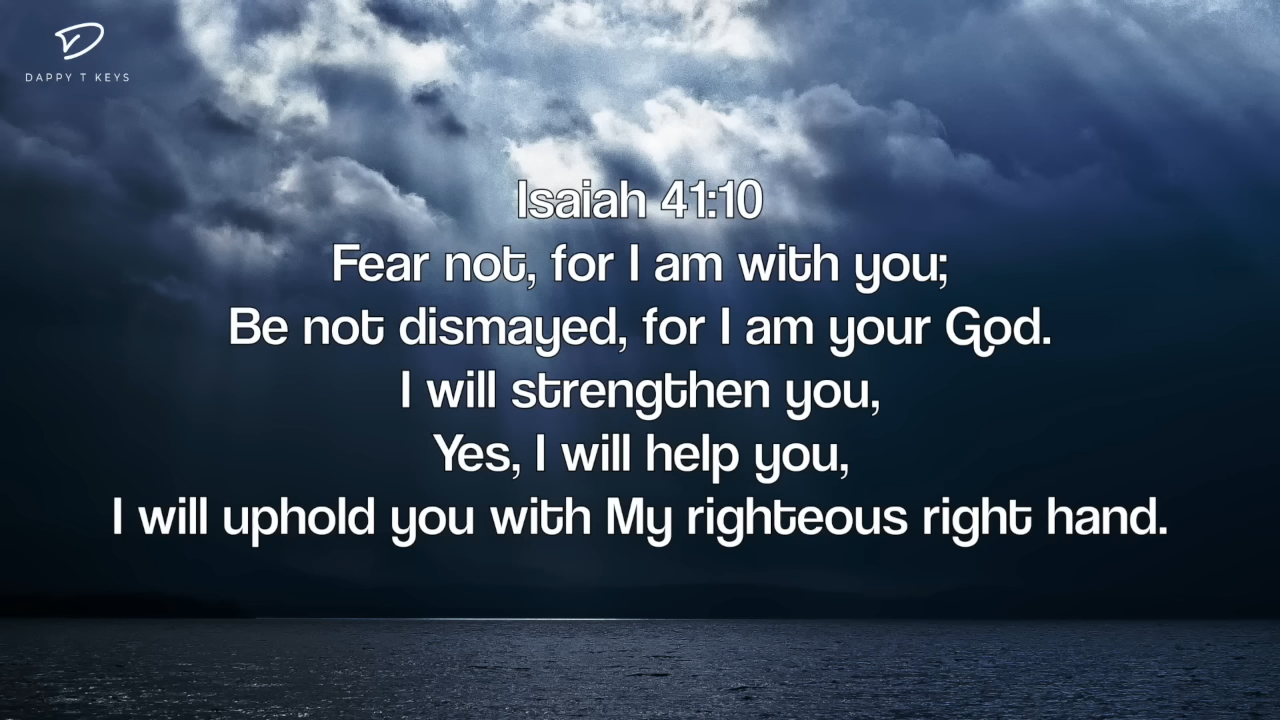 DAPPY T KEYS
Isaiah 41:10
Fear not, for I am with you;
Be not dismayed, for I am your God.
I will strengthen you,
Yes, I will help you,
I will uphold you with My righteous right hand.